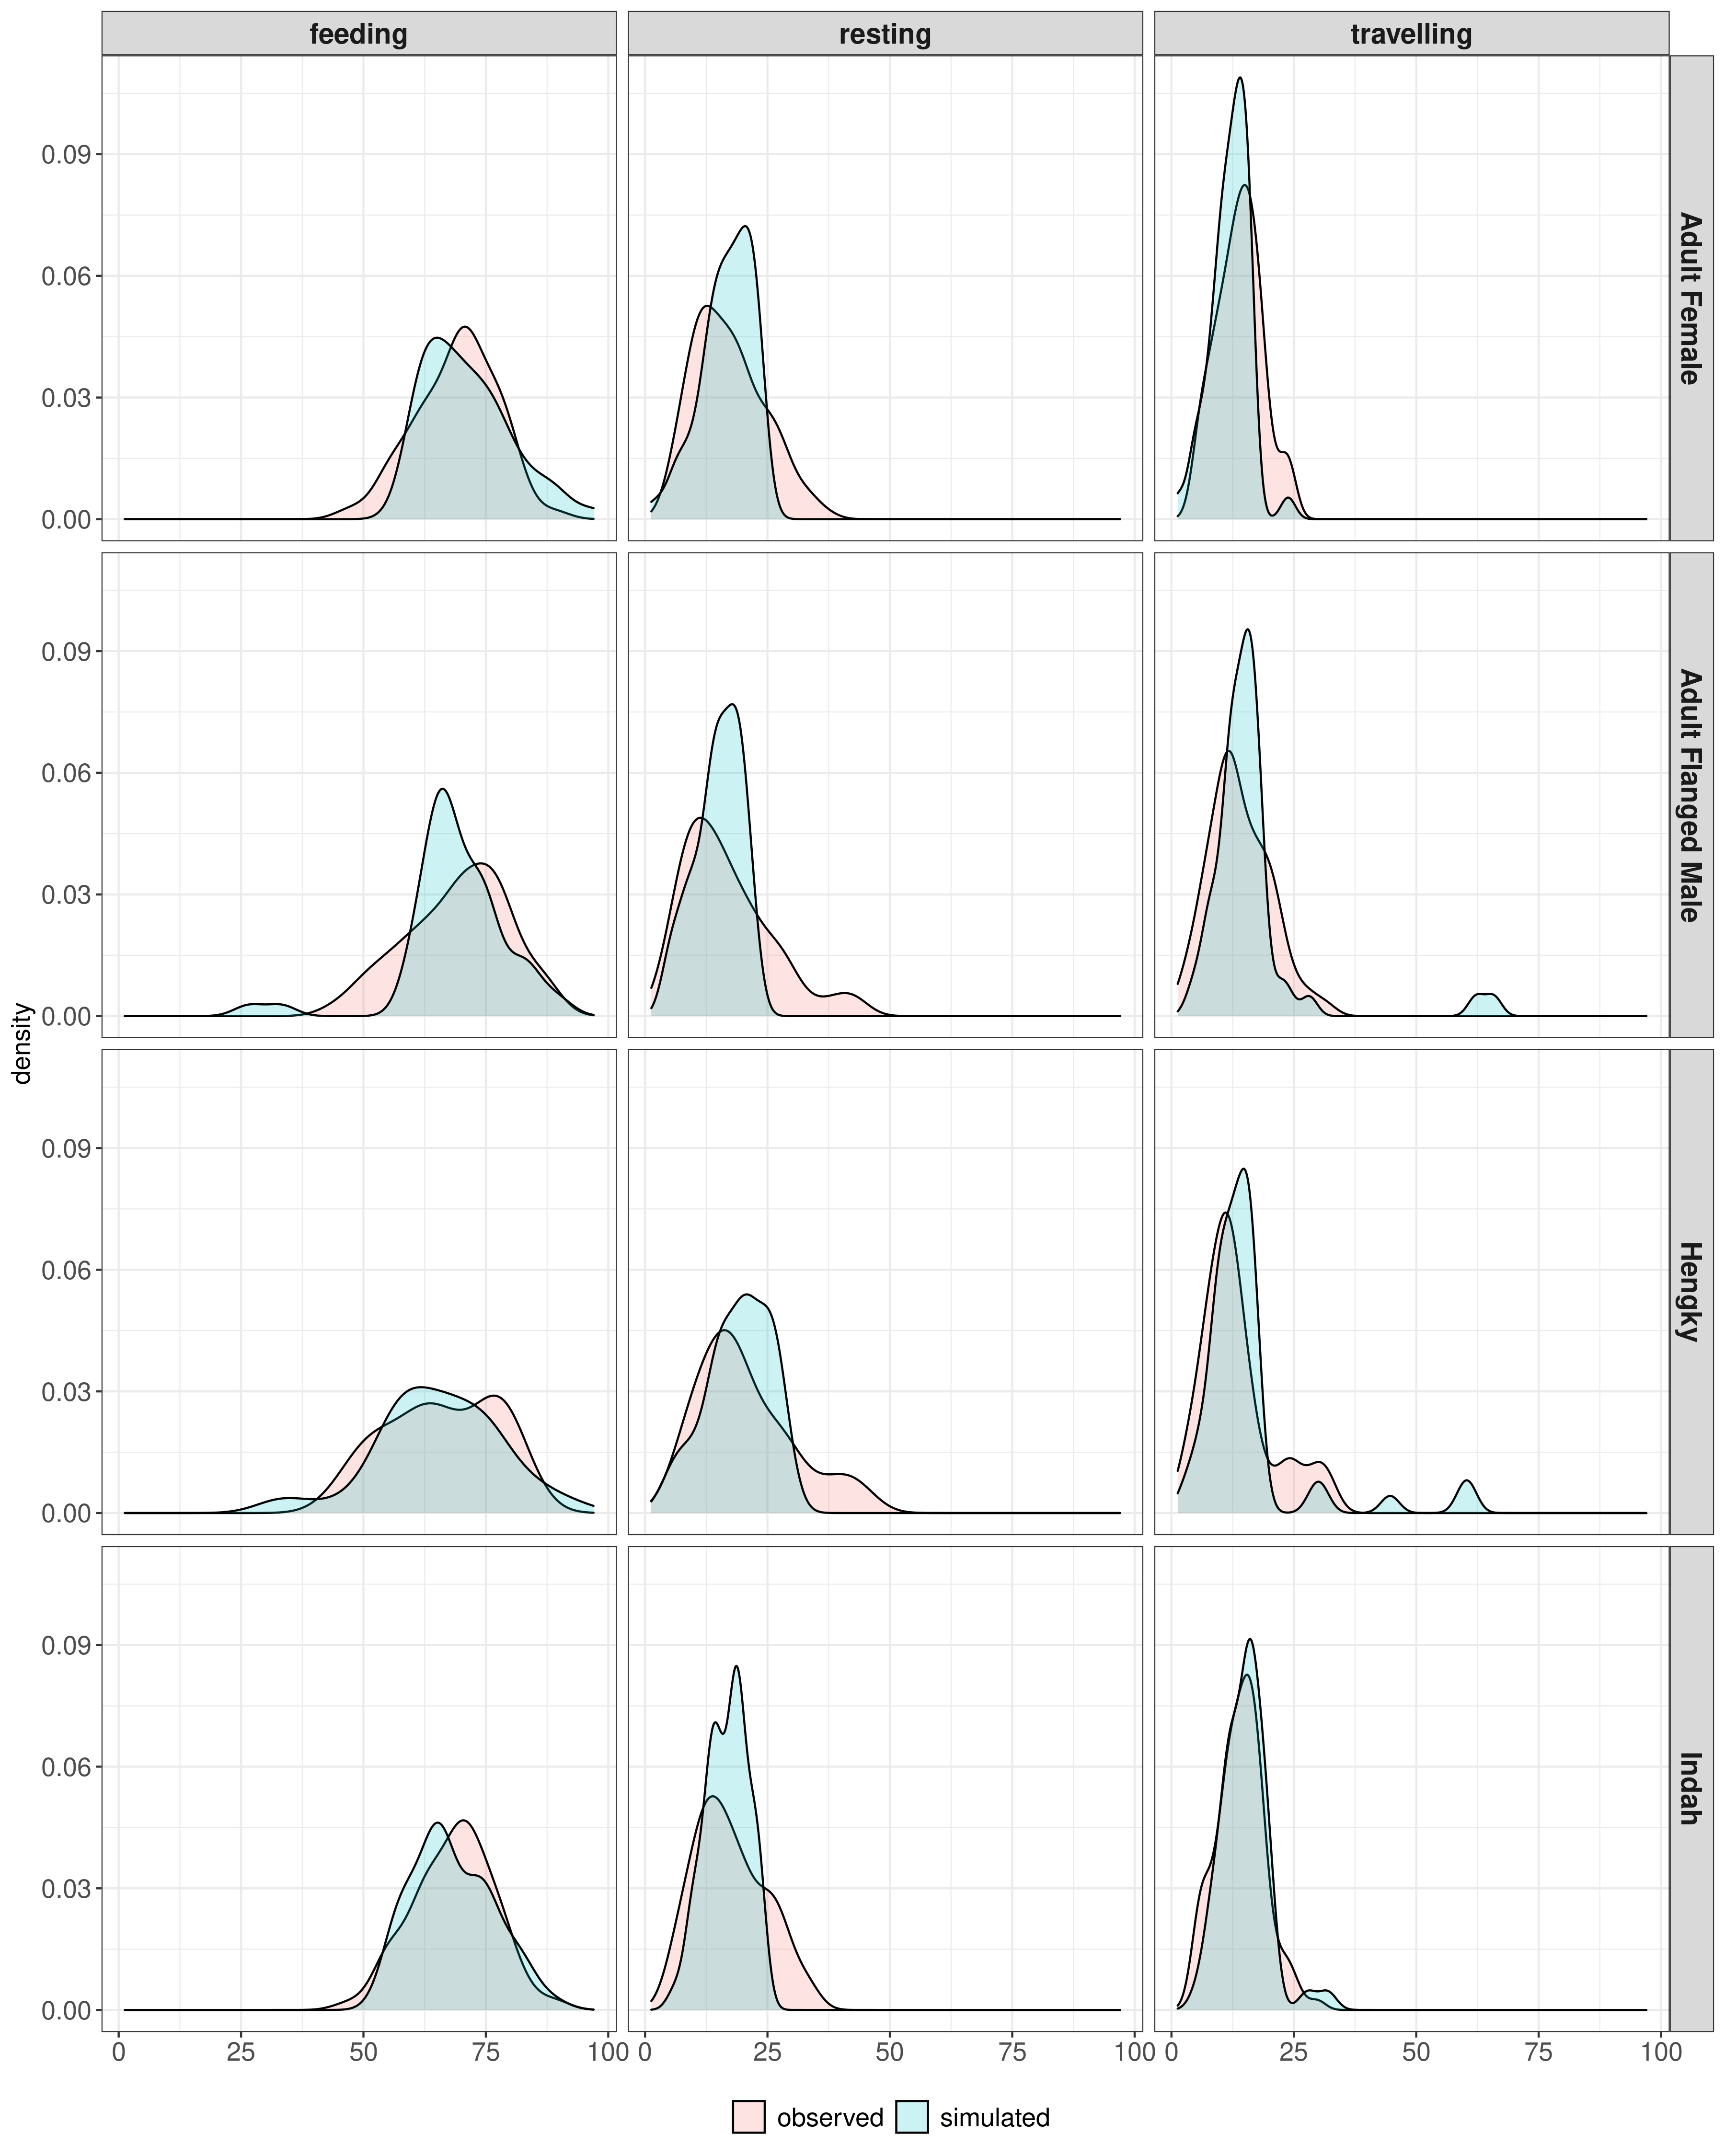 feeding resting travelling
0.09
0.06
0.03
0.00
Adult Female
0.09
0.06
0.03
0.00
Adult Flanged Male
density
0.09
0.06
0.03
0.00
Hengky
0.09
0.06
0.03
0.00
Indah
0 25 50 75 100 0 25 50 75 100 0 25 50 75 100
observed simulated